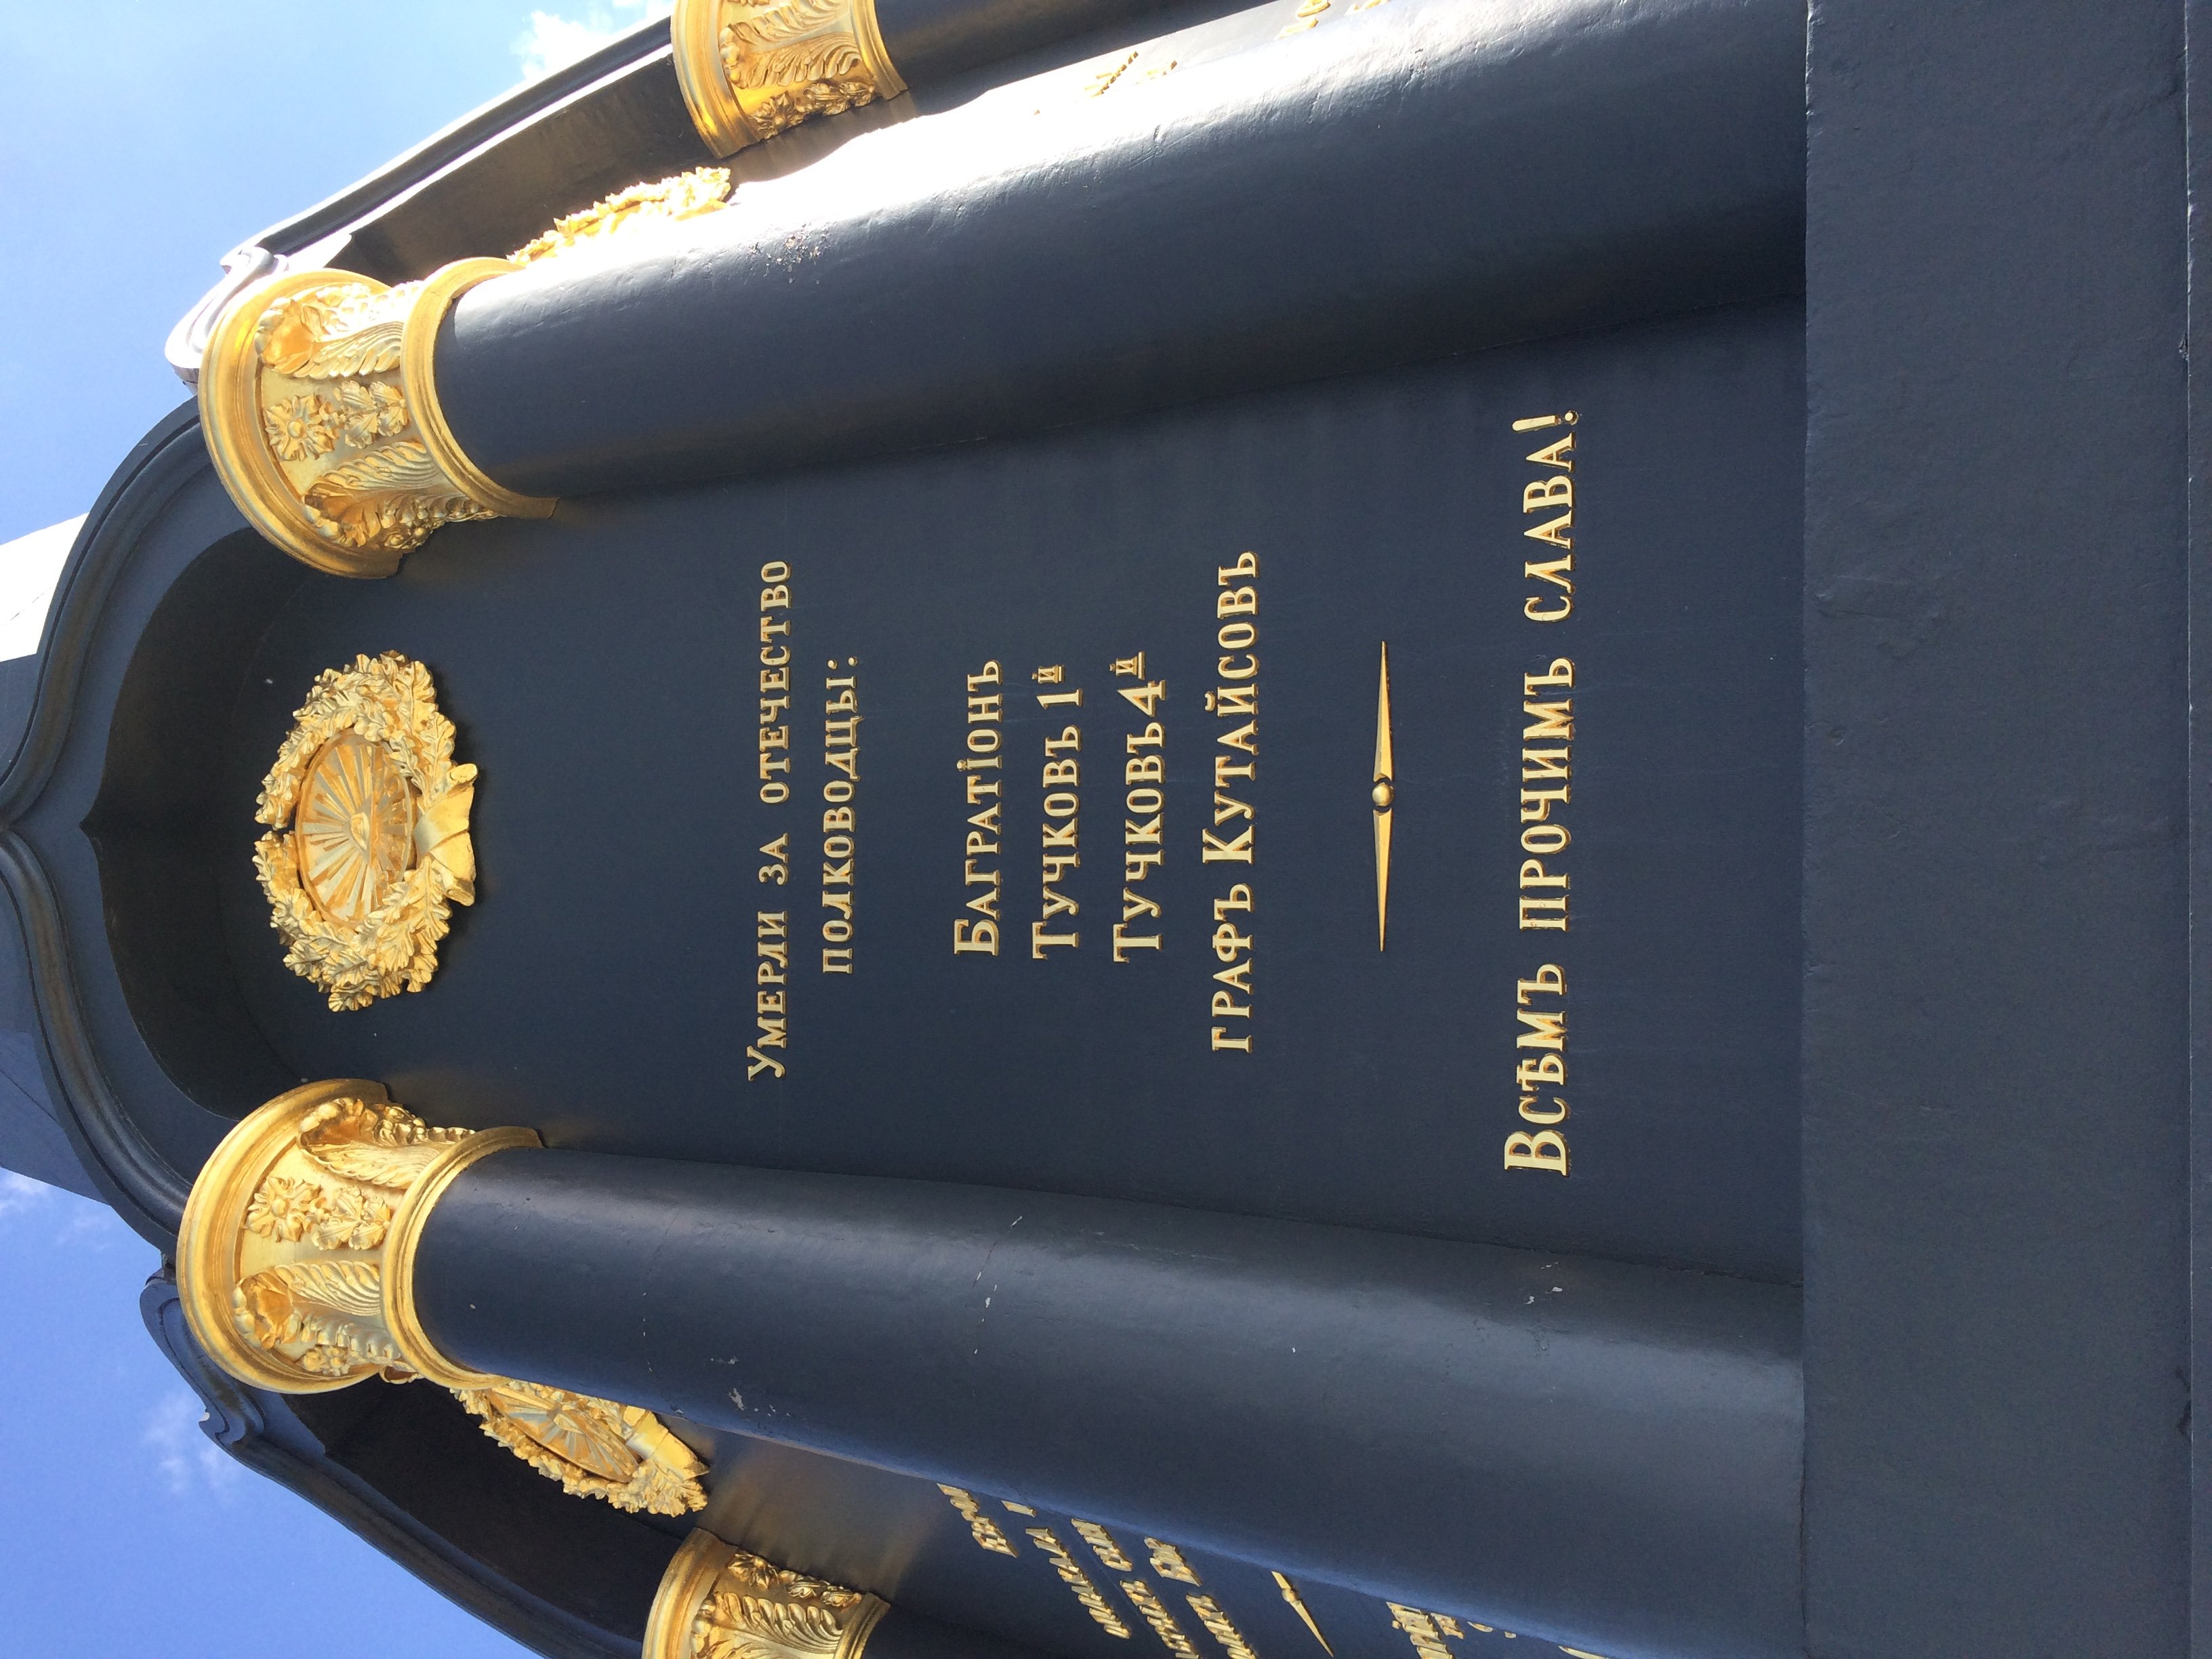 Умерли за отечество
полководцы:
Багратіонъ
Тучковъ 1й
Тучковъ 4й
графъ Кутайсовъ
Всѣмъ прочимъ слава!